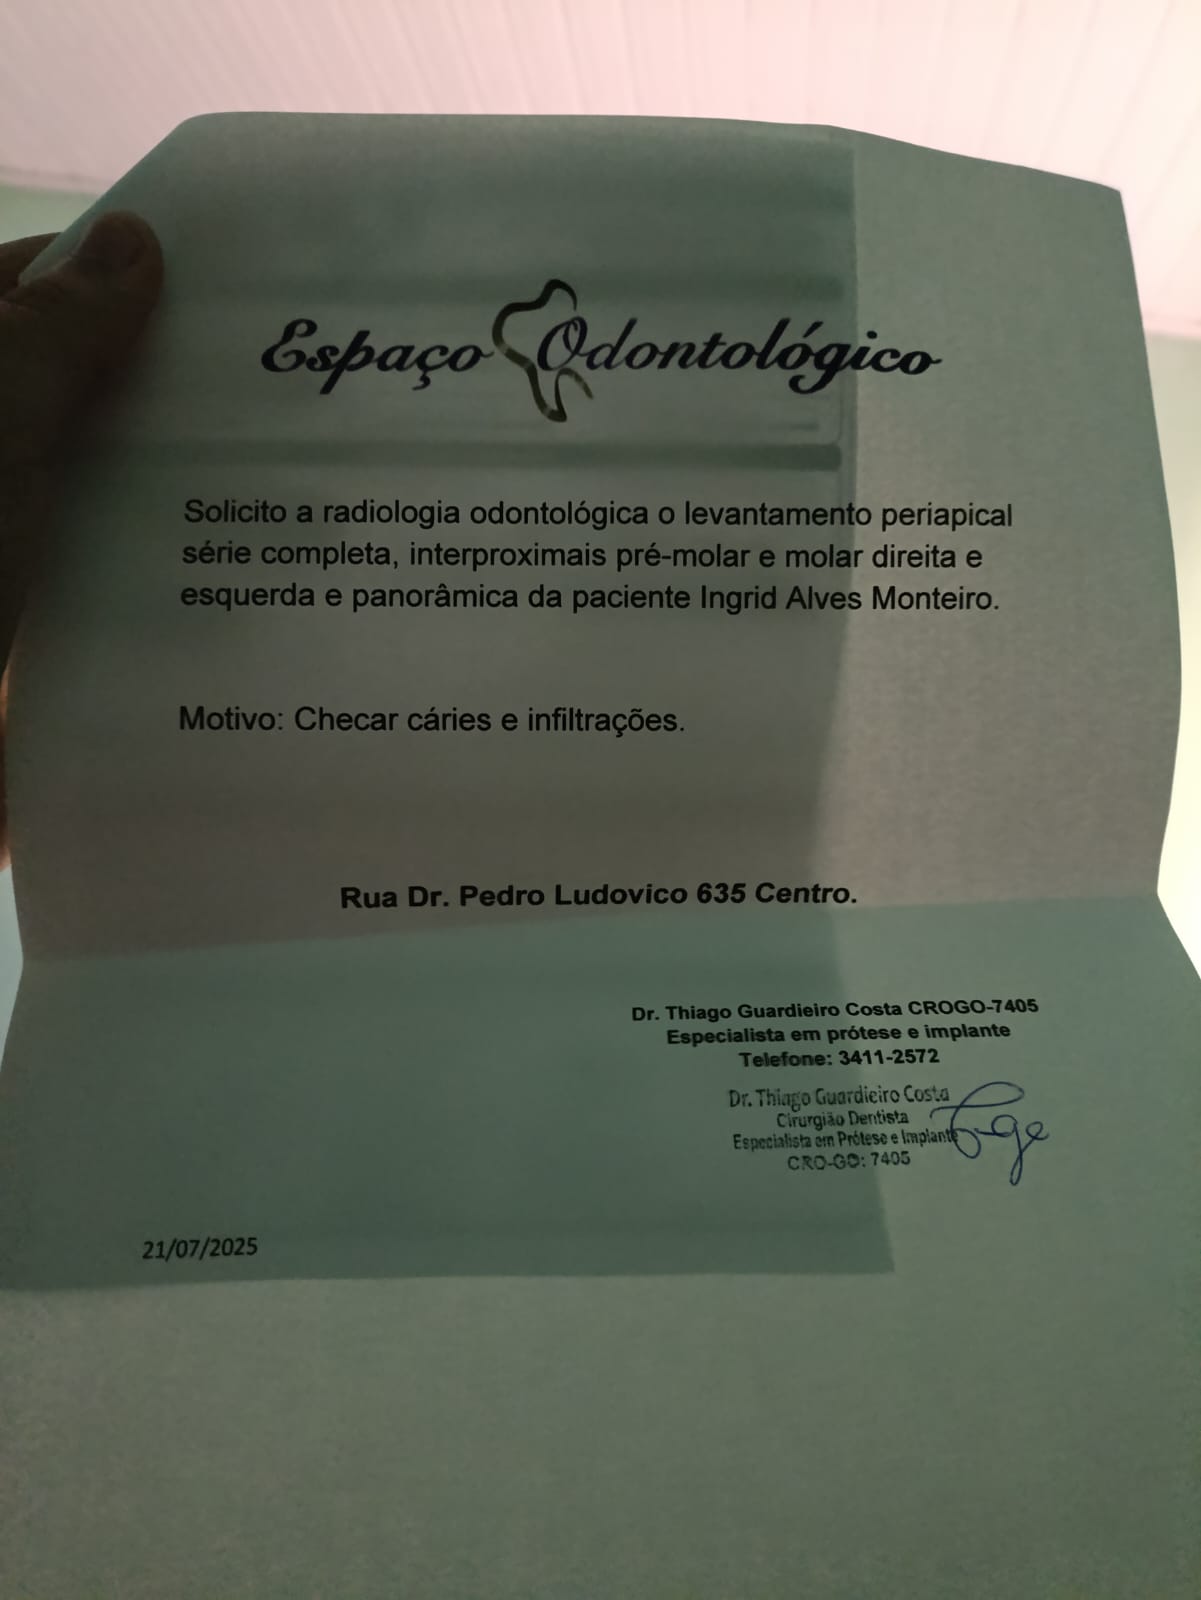 Espaço Odontológico
Solicito a radiologia odontológica o levantamento periapical
série completa, interproximais pré-molar e molar direita e
esquerda e panorâmica da paciente Ingrid Alves Monteiro.
Motivo: Checar cáries e infiltrações.
Rua Dr. Pedro Ludovico 635 Centro.
Dr. Thiago Guardieiro Costa CROGO-7405
Especialista em prótese e implante
Telefone: 3411-2572
Dr. Thiago Guardieiro Costa
Cirurgião Dentista
Especialista em Prótese e Implante
CRO-GO: 7405
21/07/2025